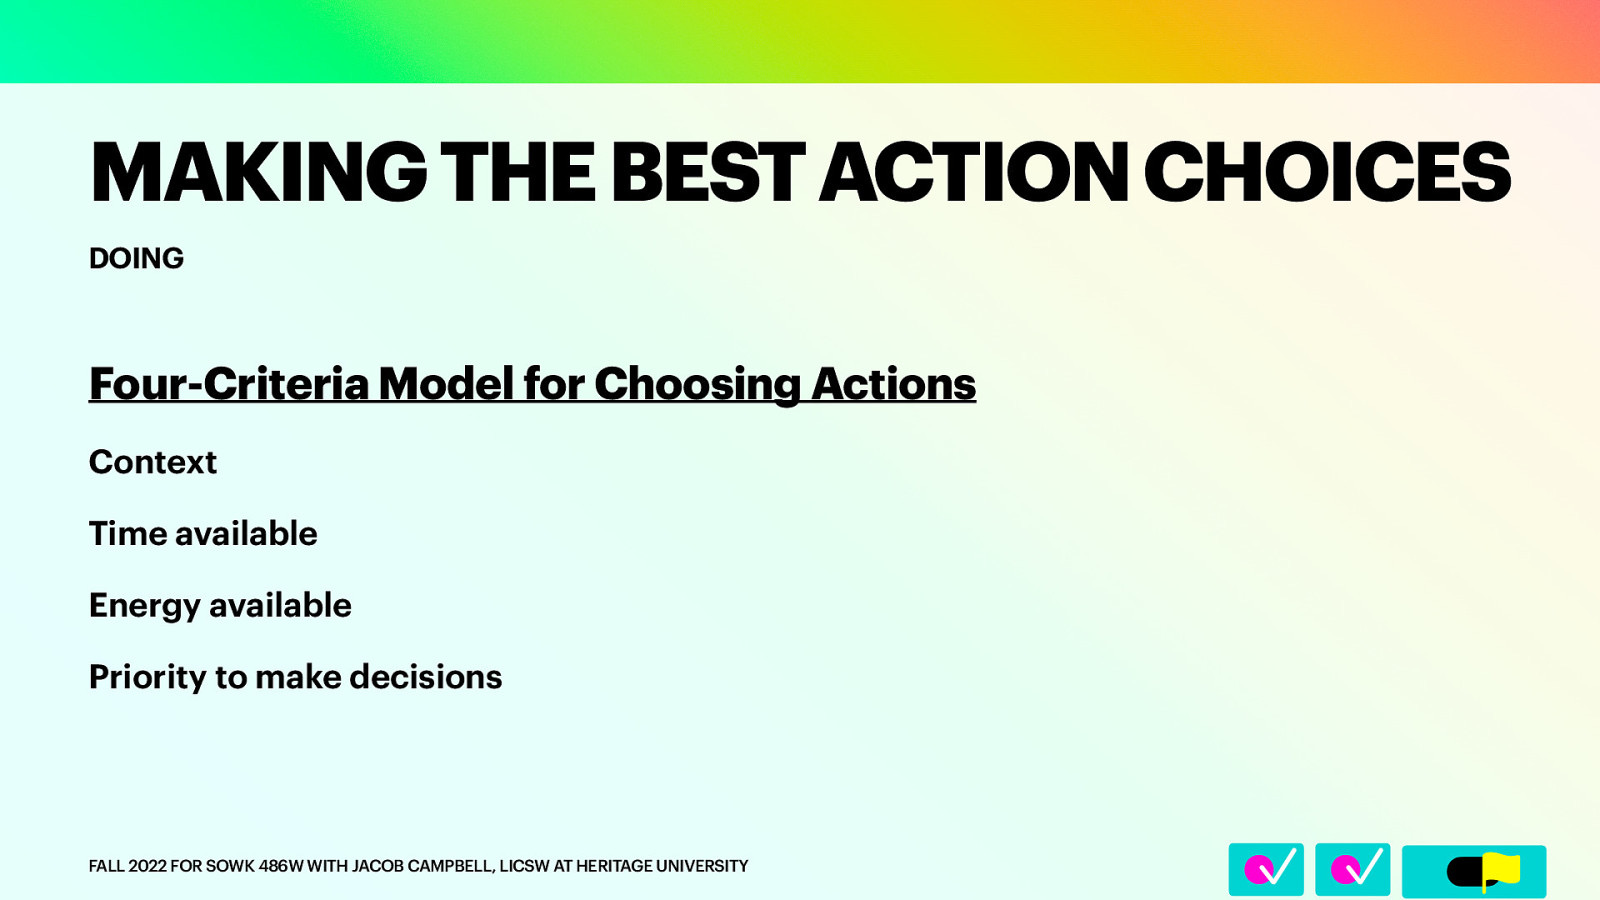 MAKING THE BEST ACTION CHOICES
DOING
Four-Criteria Model for Choosing Actions
Context
Time available
Energy available
Priority to make decisions
FALL 2022 FOR SOWK 486W WITH JACOB CAMPBELL, LICSW AT HERITAGE UNIVERSITY